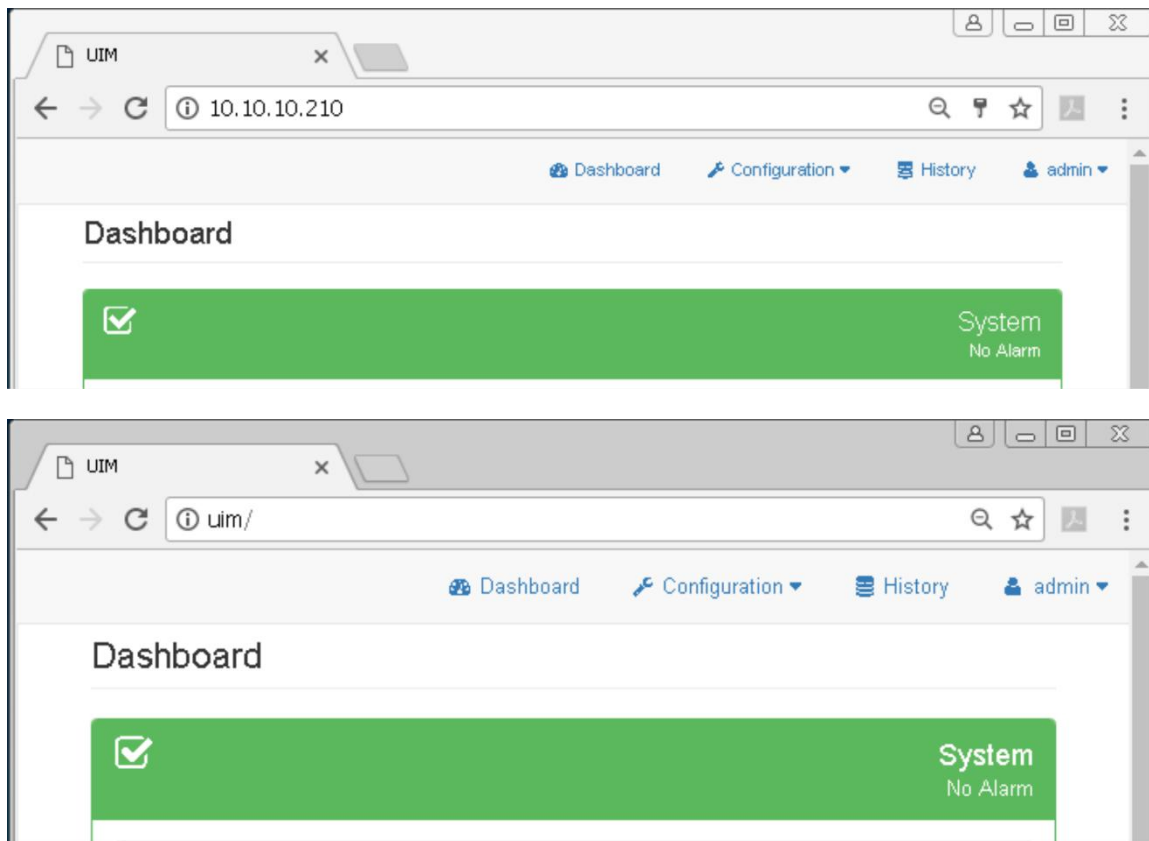 UIM
10.10.10.210
Dashboard Configuration History admin
Dashboard
System
No Alarm
UIM
uim/
Dashboard Configuration History admin
Dashboard
System
No Alarm